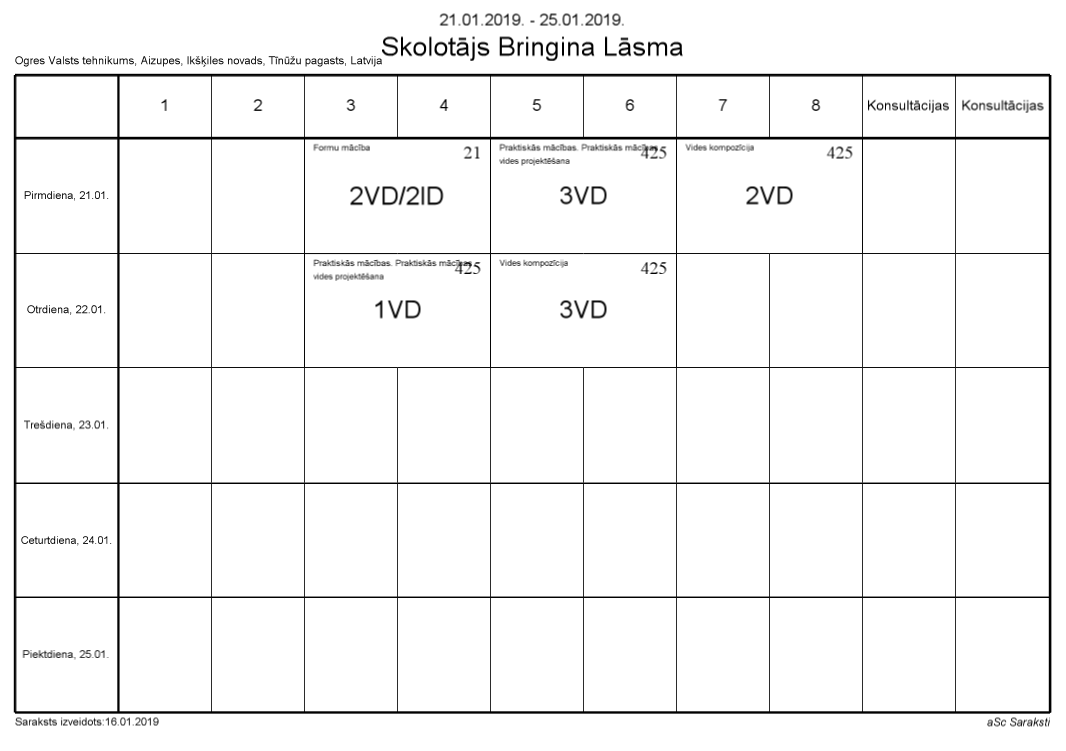 21.01.2019. - 25.01.2019.
Skolotājs Bringina Lāsma
Ogres Valsts tehnikums, Aizupes, Ikšķiles novads, Tīnūžu pagasts, Latvija
1 2 3 4 5 6 7 8 Konsultācijas Konsultācijas
Pirmdiena, 21.01.
Formu mācība 21
2VD/2ID
Praktiskās mācības. Praktiskās mācības 425
vides projektēšana
3VD
Vides kompozīcija 425
2VD
Otrdiena, 22.01.
Praktiskās mācības. Praktiskās mācības 425
vides projektēšana
1VD
Vides kompozīcija 425
3VD
Trešdiena, 23.01.
Ceturtdiena, 24.01.
Piektdiena, 25.01.
Saraksts izveidots:16.01.2019
aSc Saraksti